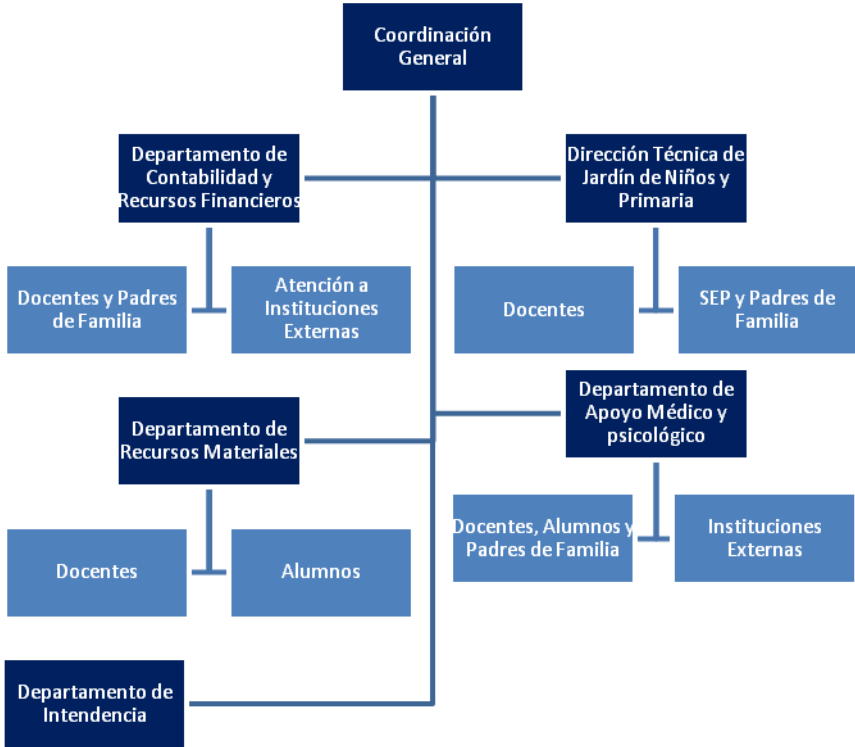 Coordinación
General
Departamento de
Contabilidad y
Recursos Financieros
Dirección Técnica de
Jardín de Niños y
Primaria
Docentes y Padres
de Familia
Atención a
Instituciones
Externas
Docentes
SEP y Padres de
Familia
Departamento de
Recursos Materiales
Departamento de
Apoyo Médico y
psicológico
Docentes
Alumnos
Docentes, Alumnos y
Padres de Familia
Instituciones
Externas
Departamento de
Intendencia